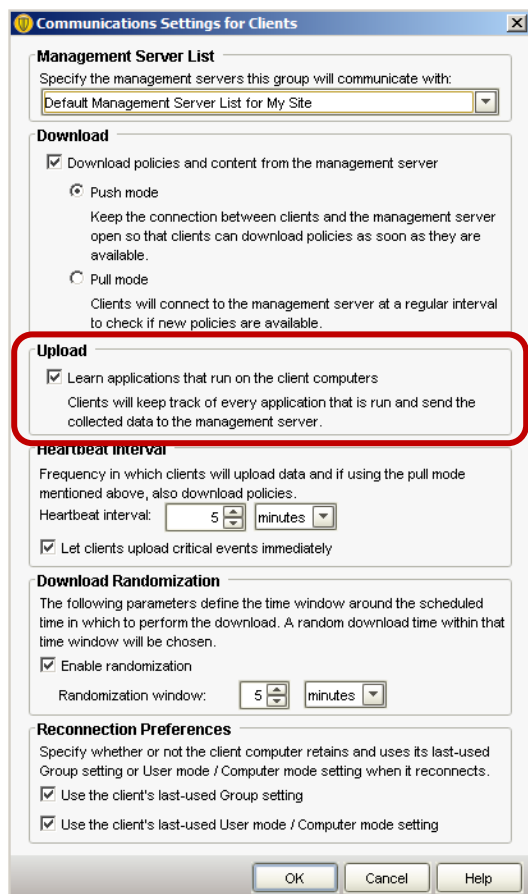 Communications Settings for Clients
Management Server List
Specify the management servers this group will communicate with:
Default Management Server List for My Site
Download
Download policies and content from the management server
Push mode
Keep the connection between clients and the management server
open so that clients can download policies as soon as they are
available.
Pull mode
Clients will connect to the management server at a regular interval
to check if new policies are available.
Upload
Learn applications that run on the client computers
Clients will keep track of every application that is run and send the
collected data to the management server.
Heartbeat Interval
Frequency in which clients will upload data and if using the pull mode
mentioned above, also download policies.
Heartbeat interval: 5 minutes
Let clients upload critical events immediately
Download Randomization
The following parameters define the time window around the scheduled
time in which to perform the download. A random download time within that
time window will be chosen.
Enable randomization
Randomization window: 5 minutes
Reconnection Preferences
Specify whether or not the client computer retains and uses its last-used
Group setting or User mode / Computer mode setting when it reconnects.
Use the client's last-used Group setting
Use the client's last-used User mode / Computer mode setting
OK Cancel Help